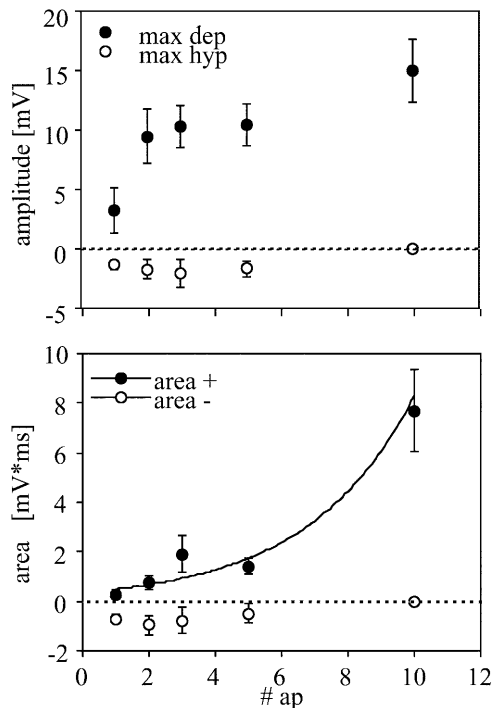 20
15
10
5
0
-5
amplitude [mV]
max dep
max hyp
10
8
6
4
2
0
-2
area [mV*ms]
area +
area -
0 2 4 6 8 10 12
# ap